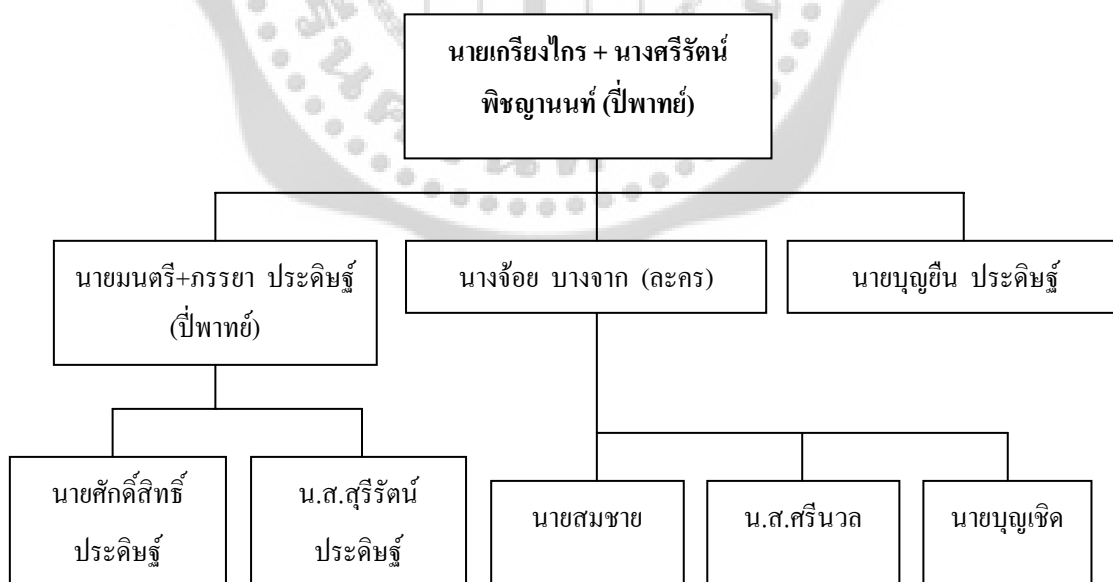 นายเกรียงไกร + นางศรีรัตน์
พิชญานนท์ (ปี่พาทย์)
นายมนตรี+ภรรยา ประดิษฐ์
(ปี่พาทย์)
นางจ้อย บางจาก (ละคร)
นายบุญยืน ประดิษฐ์
นายศักดิ์สิทธิ์
ประดิษฐ์
น.ส.สุรีรัตน์
ประดิษฐ์
นายสมชาย
น.ส.ศรีนวล
นายบุญเชิด